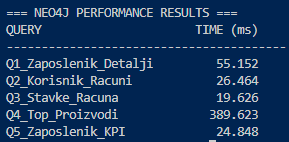 === NEO4J PERFORMANCE RESULTS ===
QUERY TIME (ms)
----------------------------------------
Q1_Zaposlenik_Detalji 55.152
Q2_Korisnik_Racuni 26.464
Q3_Stavke_Racuna 19.626
Q4_Top_Proizvodi 389.623
Q5_Zaposlenik_KPI 24.848